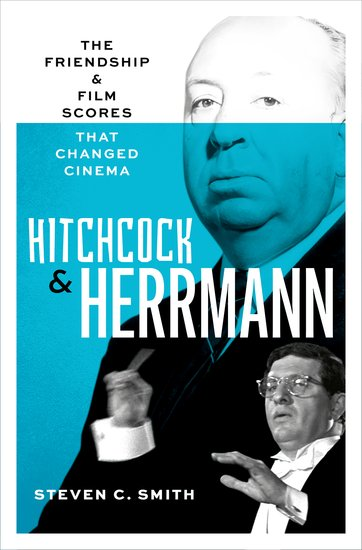 THE
FRIENDSHIP
&
FILM
SCORES
THAT
CHANGED
CINEMA
HITCHCOCK
& HERRMANN
STEVEN C. SMITH